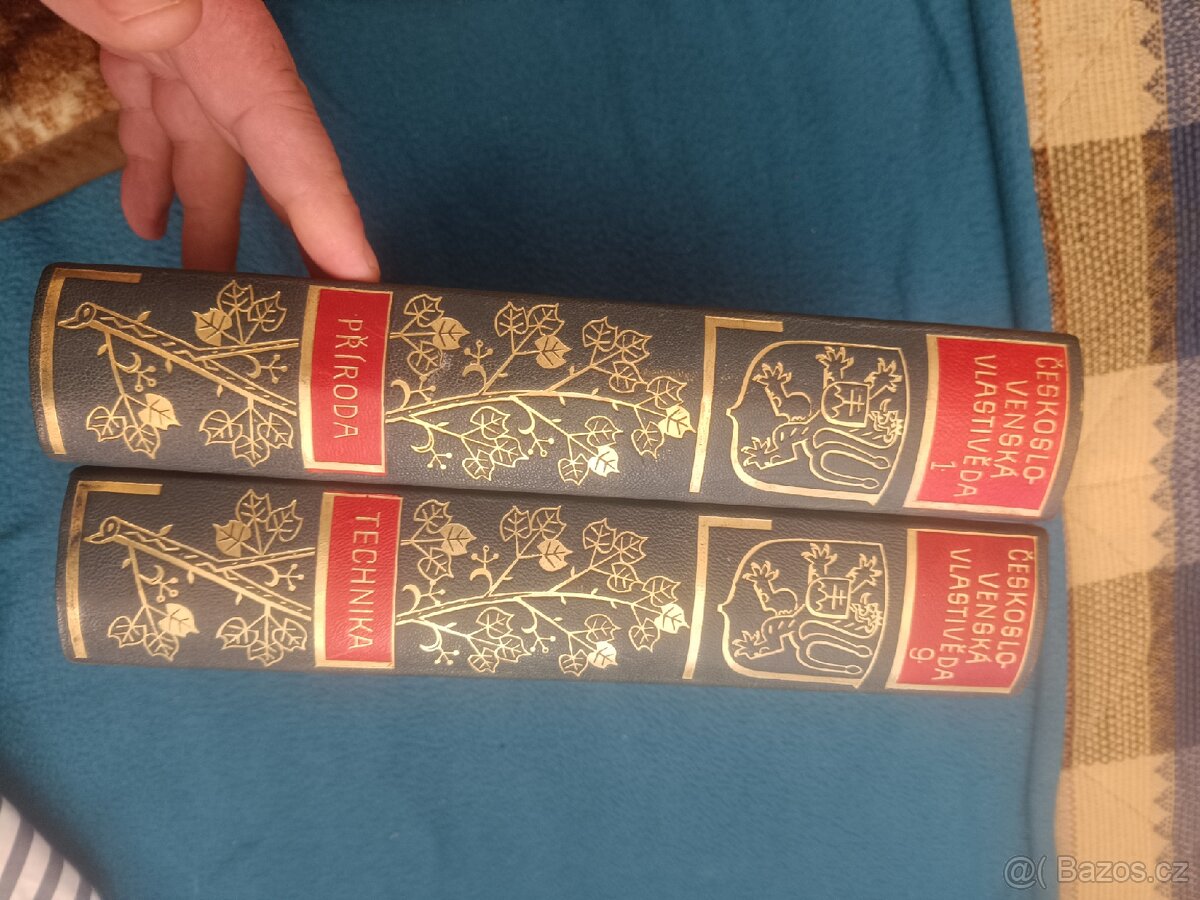 ČESKOSLO-
VENSKÁ
VLASTIVĚDA
1.
PŘÍRODA
ČESKOSLO-
VENSKÁ
VLASTIVĚDA
9.
TECHNIKA
@( Bazos.cz